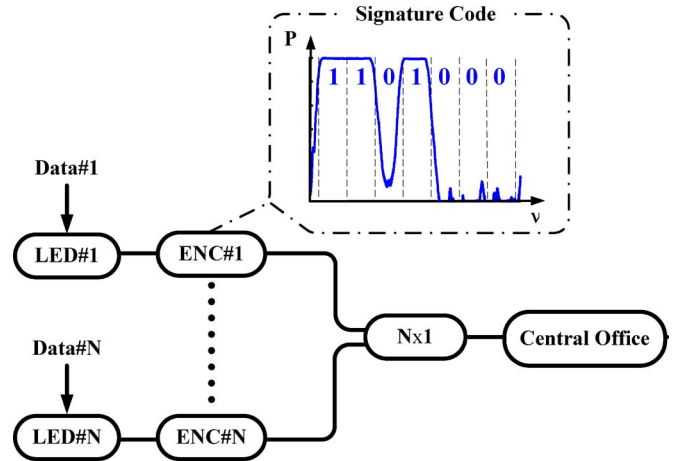 Signature Code
P
1 1 0 1 0 0 0
ν
Data#1
LED#1
ENC#1
Nx1
Central Office
Data#N
LED#N
ENC#N